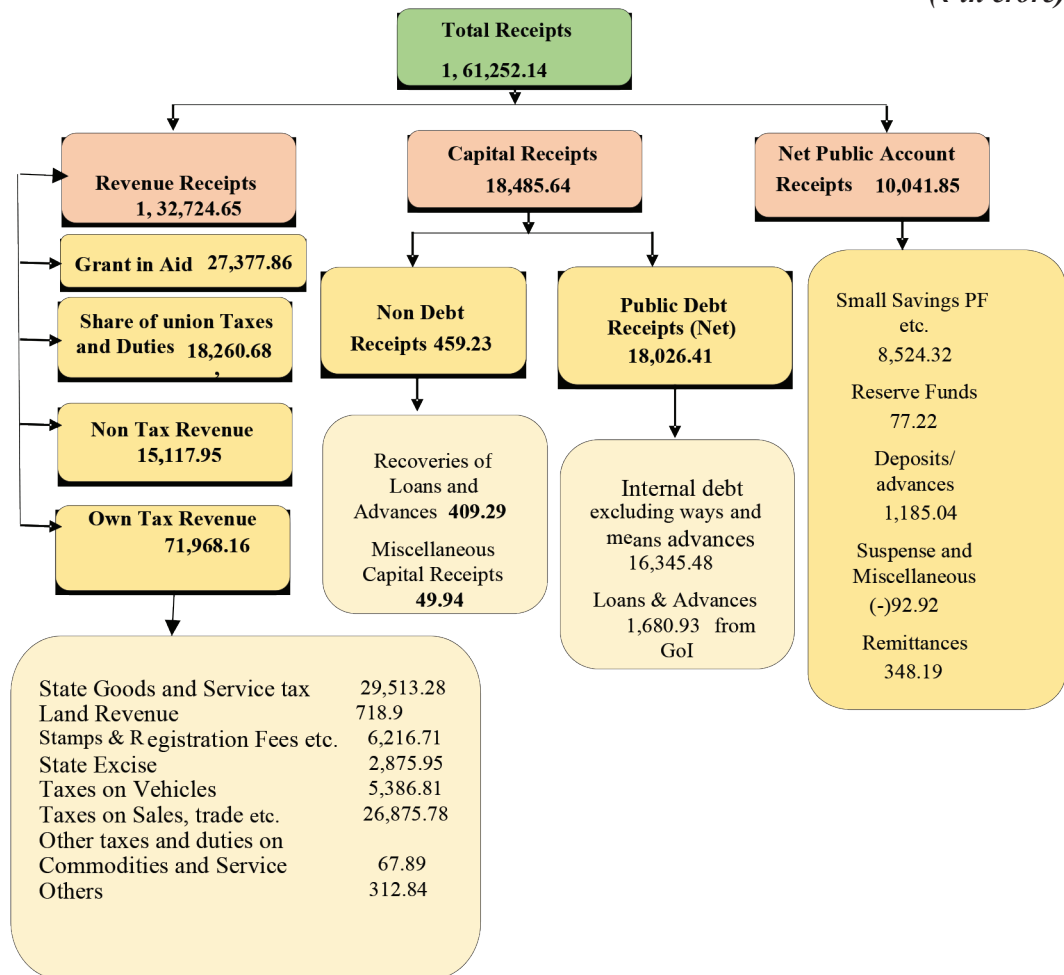 (₹ in crore)
Total Receipts
1, 61,252.14
Revenue Receipts
1, 32,724.65
Capital Receipts
18,485.64
Net Public Account
Receipts 10,041.85
Grant in Aid 27,377.86
Share of union Taxes
and Duties 18,260.68
,
Non Tax Revenue
15,117.95
Own Tax Revenue
71,968.16
Non Debt
Receipts 459.23
Public Debt
Receipts (Net)
18,026.41
Recoveries of
Loans and
Advances 409.29
Miscellaneous
Capital Receipts
49.94
Internal debt
excluding ways and
means advances
16,345.48
Loans & Advances
1,680.93 from
GoI
Small Savings PF
etc.
8,524.32
Reserve Funds
77.22
Deposits/
advances
1,185.04
Suspense and
Miscellaneous
(-)92.92
Remittances
348.19
State Goods and Service tax 29,513.28
Land Revenue 718.9
Stamps & Registration Fees etc. 6,216.71
State Excise 2,875.95
Taxes on Vehicles 5,386.81
Taxes on Sales, trade etc. 26,875.78
Other taxes and duties on
Commodities and Service 67.89
Others 312.84